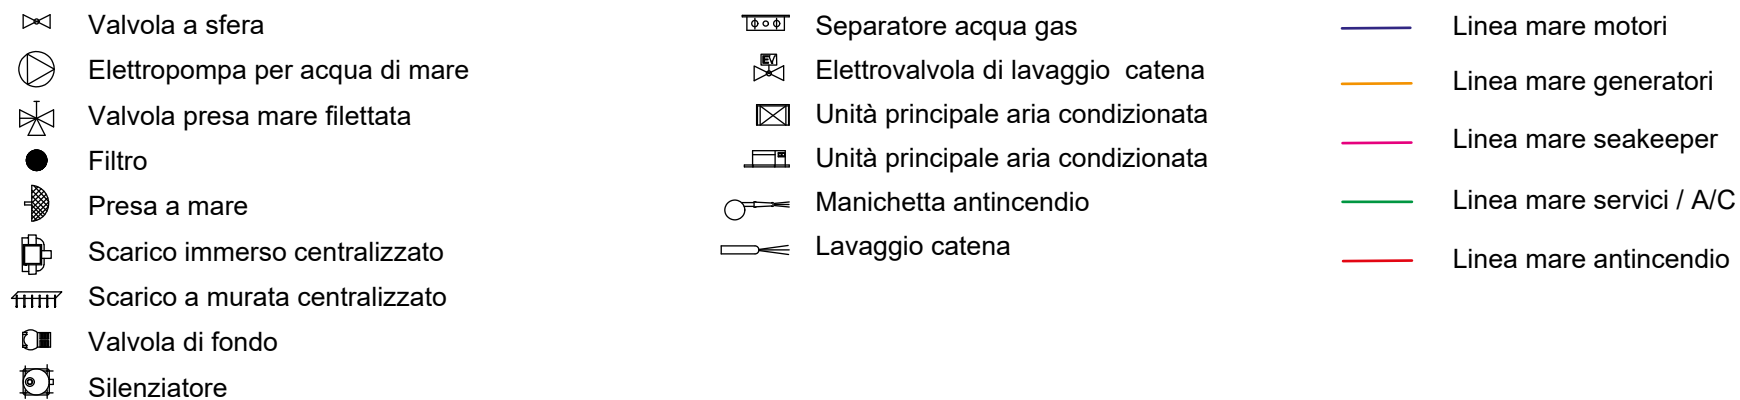 Valvola a sfera
Elettropompa per acqua di mare
Valvola presa mare filettata
Filtro
Presa a mare
Scarico immerso centralizzato
Scarico a murata centralizzato
Valvola di fondo
Silenziatore
Separatore acqua gas
EV
Elettrovalvola di lavaggio  catena
Unità principale aria condizionata
Unità principale aria condizionata
Manichetta antincendio
Lavaggio catena
Linea mare motori
Linea mare generatori
Linea mare seakeeper
Linea mare servici / A/C
Linea mare antincendio